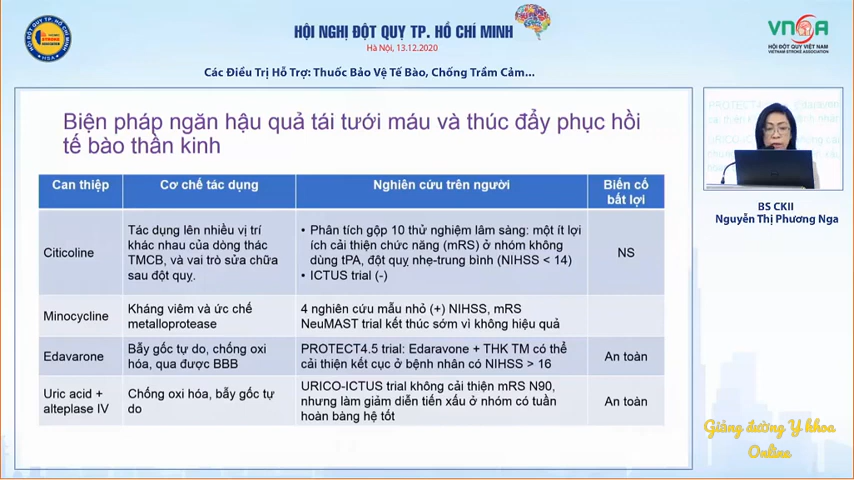 HỘI NGHỊ ĐỘT QUỴ TP. HỒ CHÍ MINH
Hà Nội, 13.12.2020
Các Điều Trị Hỗ Trợ: Thuốc Bảo Vệ Tế Bào, Chống Trầm Cảm...
VNSA
HỘI ĐỘT QUỴ VIỆT NAM
VIETNAM STROKE ASSOCIATION
Biện pháp ngăn hậu quả tái tưới máu và thúc đẩy phục hồi
tế bào thần kinh
Can thiệp
Cơ chế tác dụng
Nghiên cứu trên người
Biến cố
bất lợi
Citicoline
Tác dụng lên nhiều vị trí
khác nhau của dòng thác
TMCB, và vai trò sửa chữa
sau đột quỵ.
• Phân tích gộp 10 thử nghiệm lâm sàng: một ít lợi
ích cải thiện chức năng (mRS) ở nhóm không
dùng tPA, đột quỵ nhẹ-trung bình (NIHSS < 14)
• ICTUS trial (-)
NS
Minocycline
Kháng viêm và ức chế
metalloprotease
4 nghiên cứu mẫu nhỏ (+) NIHSS, mRS
NeuMAST trial kết thúc sớm vì không hiệu quả
Edavarone
Bẫy gốc tự do, chống oxi
hóa, qua được BBB
PROTECT4.5 trial: Edaravone + THK TM có thể
cải thiện kết cục ở bệnh nhân có NIHSS > 16
An toàn
Uric acid +
alteplase IV
Chống oxi hóa, bẫy gốc tự
do
URICO-ICTUS trial không cải thiện mRS N90,
nhưng làm giảm diễn tiến xấu ở nhóm có tuần
hoàn bàng hệ tốt
An toàn
BS CKII
Nguyễn Thị Phương Nga
Giảng đường Y khoa
Online